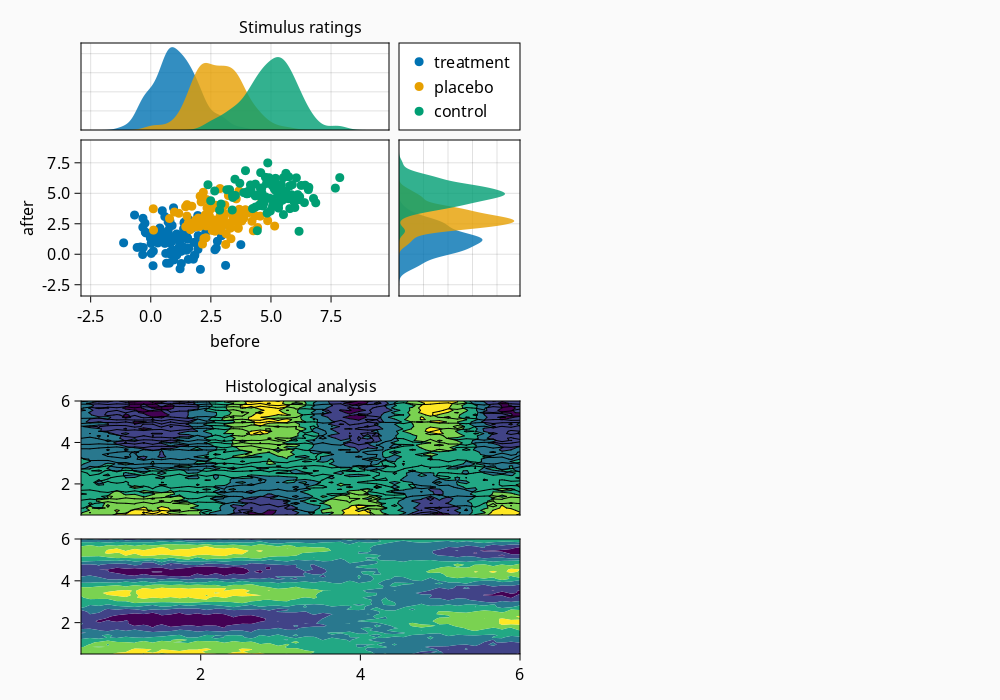 Stimulus ratings
treatment
placebo
control
7.5
5.0
2.5
0.0
-2.5
after
-2.5 0.0 2.5 5.0 7.5
before
Histological analysis
6
4
2
6
4
2
2 4 6